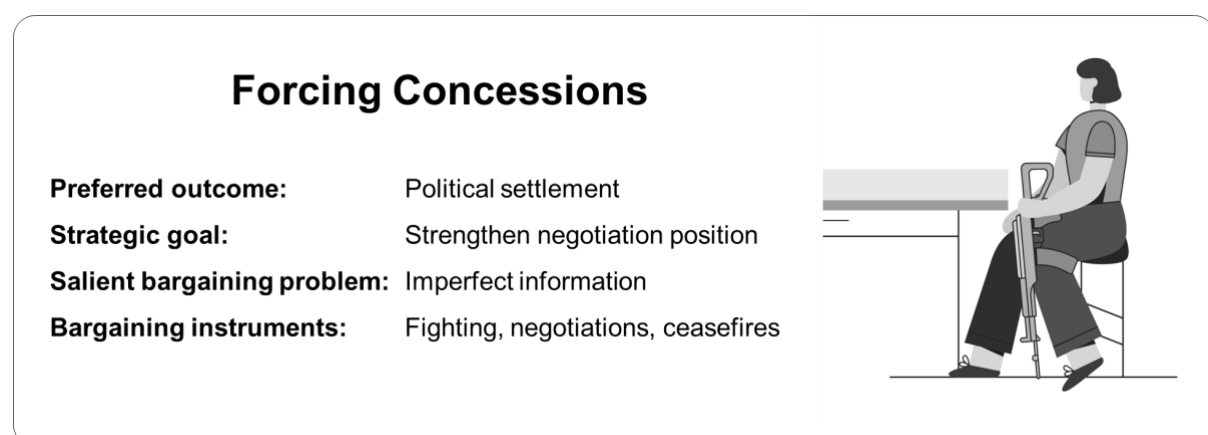 Forcing Concessions
Preferred outcome: Political settlement
Strategic goal: Strengthen negotiation position
Salient bargaining problem: Imperfect information
Bargaining instruments: Fighting, negotiations, ceasefires